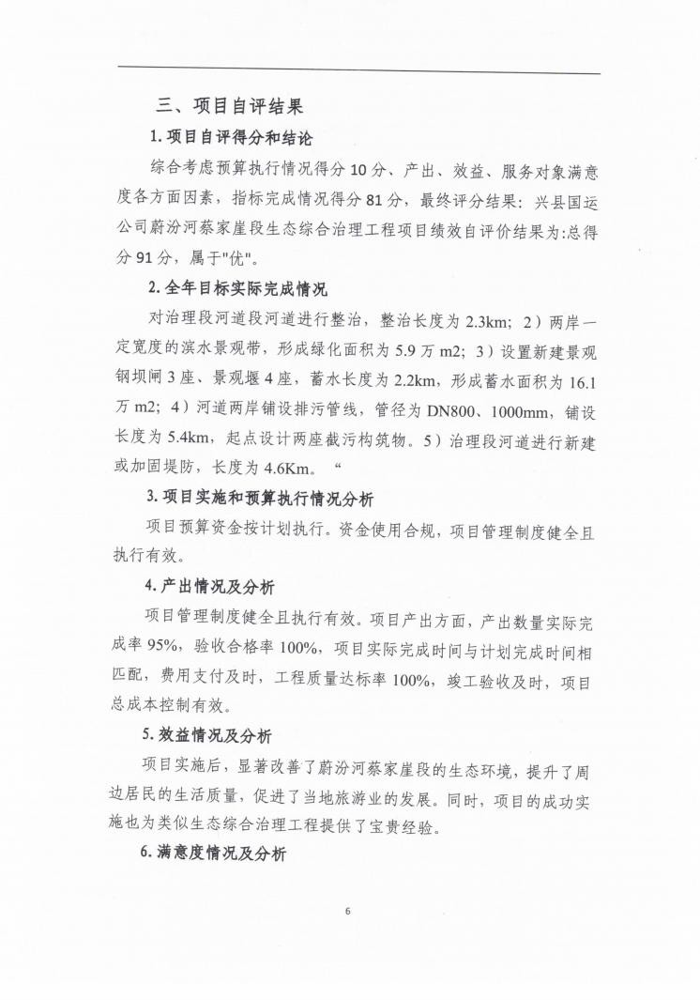 三、项目自评结果
1.项目自评得分和结论
综合考虑预算执行情况得分 10 分、产出、效益、服务对象满意
度各方面因素，指标完成情况得分 81 分，最终评分结果：兴县国运
公司蔚汾河蔡家崖段生态综合治理工程项目绩效自评价结果为:总得
分 91 分，属于"优"。
2.全年目标实际完成情况
对治理段河道段河道进行整治，整治长度为 2.3km；2）两岸一
定宽度的滨水景观带，形成绿化面积为 5.9 万 m2；3）设置新建景观
钢坝闸 3 座、景观堰 4 座，蓄水长度为 2.2km，形成蓄水面积为 16.1
万 m2；4）河道两岸铺设排污管线，管径为 DN800、1000mm，铺设
长度为 5.4km，起点设计两座截污构筑物。5）治理段河道进行新建
或加固堤防，长度为 4.6Km。“
3.项目实施和预算执行情况分析
项目预算资金按计划执行。资金使用合规，项目管理制度健全且
执行有效。
4.产出情况及分析
项目管理制度健全且执行有效。项目产出方面，产出数量实际完
成率 95%，验收合格率 100%，项目实际完成时间与计划完成时间相
匹配，费用支付及时，工程质量达标率 100%，竣工验收及时，项目
总成本控制有效。
5.效益情况及分析
项目实施后，显著改善了蔚汾河蔡家崖段的生态环境，提升了周
边居民的生活质量，促进了当地旅游业的发展。同时，项目的成功实
施也为类似生态综合治理工程提供了宝贵经验。
6.满意度情况及分析
6